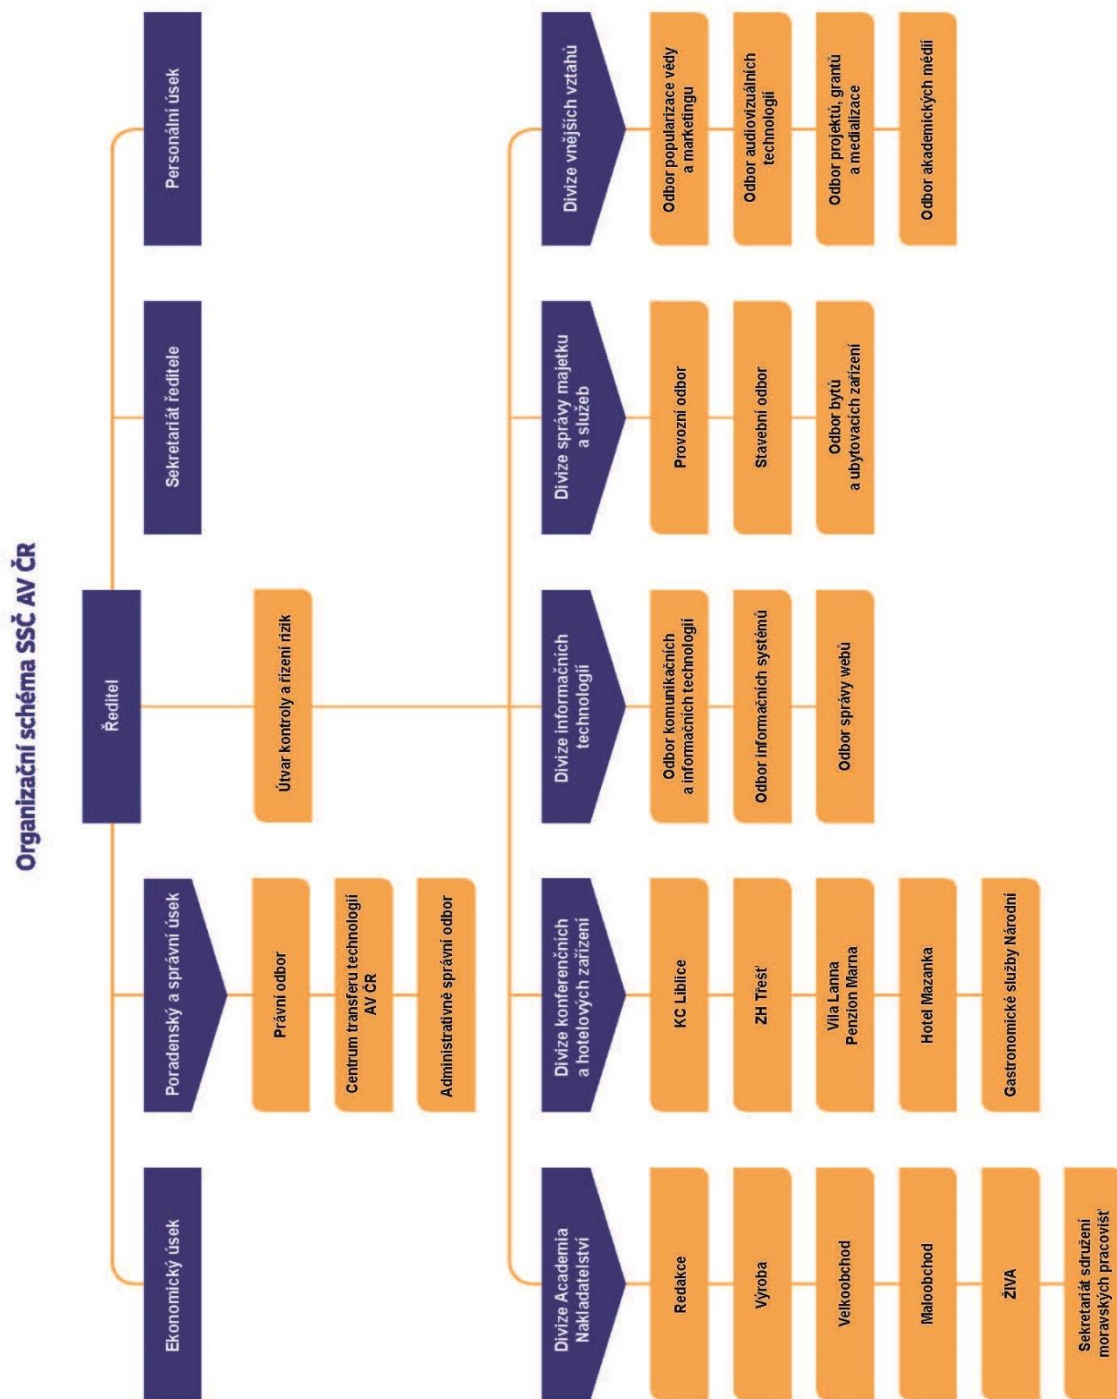 Organizační schéma SSČ AV ČR
Ředitel
Ekonomický úsek
Poradenský a správní úsek
Sekretariát ředitele
Personální úsek
Právní odbor
Centrum transferu technologií
AV ČR
Administrativně správní odbor
Útvar kontroly a řízení rizik
Divize Academia
Nakladatelství
Redakce
Výroba
Velkoobchod
Maloobchod
ŽIVA
Sekretariát sdružení
moravských pracovišť
Divize konferenčních
a hotelových zařízení
KC Liblice
ZH Třešť
Vila Lanna
Penzion Marna
Hotel Mazanka
Gastronomické služby Národní
Divize informačních
technologií
Odbor komunikačních
a informačních technologií
Odbor informačních systémů
Odbor správy webů
Divize správy majetku
a služeb
Provozní odbor
Stavební odbor
Odbor bytů
a ubytovacích zařízení
Divize vnějších vztahů
Odbor popularizace vědy
a marketingu
Odbor audiovizuálních
technologií
Odbor projektů, grantů
a medializace
Odbor akademických médií